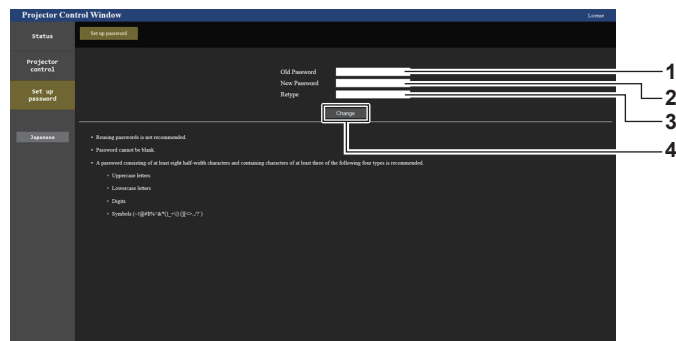 Projector Control Window
License
Status
Set up password
Projector
control
Set up
password
Japanese
Old Password
New Password
Retype
Change
1
2
3
4
• Reusing passwords is not recommended.
• Password cannot be blank.
• A password consisting of at least eight half-width characters and containing characters of at least three of the following four types is recommended.
◦ Uppercase letters
◦ Lowercase letters
◦ Digits
◦ Symbols